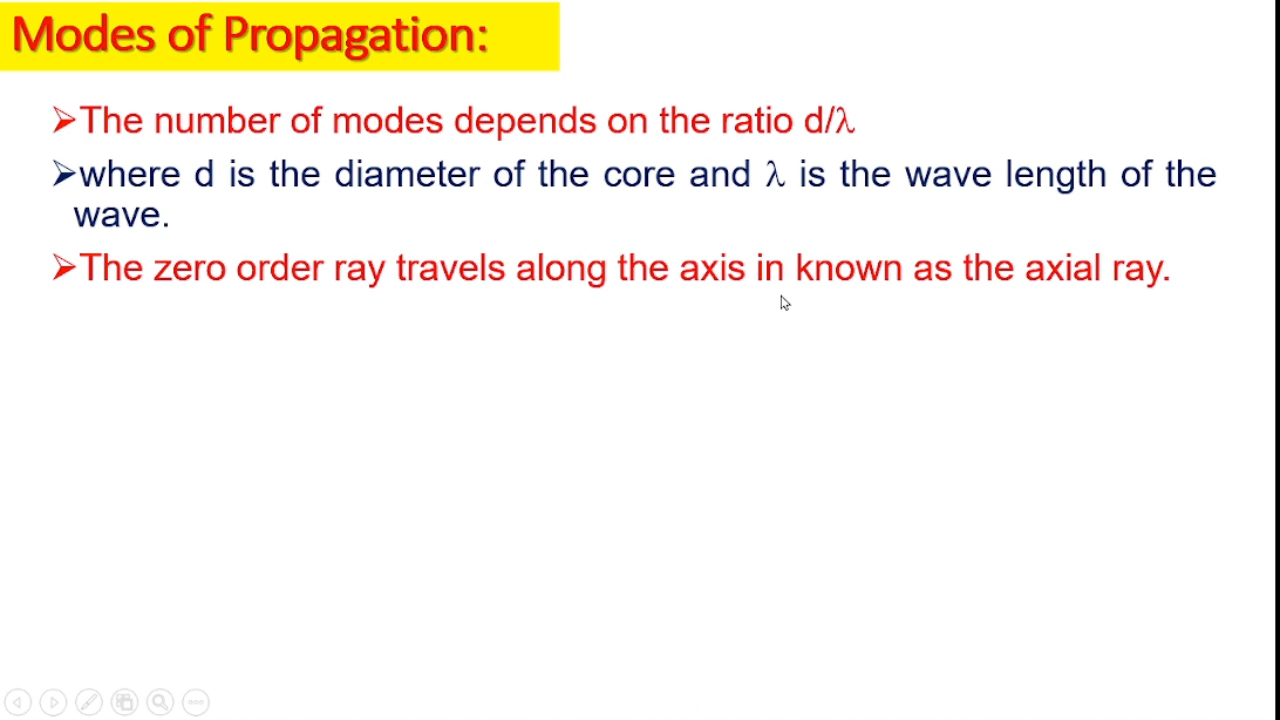 Modes of Propagation:
➢The number of modes depends on the ratio d/λ
➢where d is the diameter of the core and λ is the wave length of the
wave.
➢The zero order ray travels along the axis in known as the axial ray.